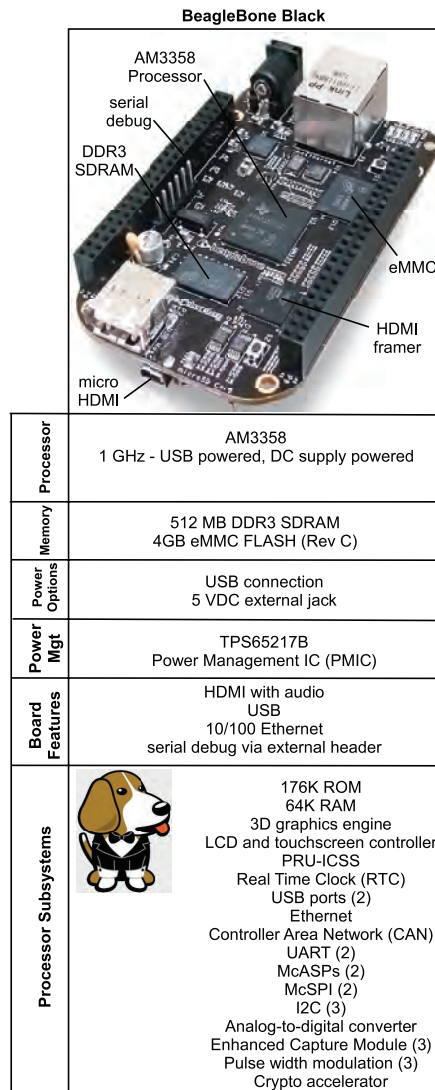 BeagleBone Black
AM3358
Processor
serial
debug
DDR3
SDRAM
eMMC
HDMI
framer
micro
HDMI
Processor
AM3358
1 GHz - USB powered, DC supply powered
Memory
512 MB DDR3 SDRAM
4GB eMMC FLASH (Rev C)
Power
Options
USB connection
5 VDC external jack
Power
Mgt
TPS65217B
Power Management IC (PMIC)
Board
Features
HDMI with audio
USB
10/100 Ethernet
serial debug via external header
Processor Subsystems
176K ROM
64K RAM
3D graphics engine
LCD and touchscreen controller
PRU-ICSS
Real Time Clock (RTC)
USB ports (2)
Ethernet
Controller Area Network (CAN)
UART (2)
McASPs (2)
McSPI (2)
I2C (3)
Analog-to-digital converter
Enhanced Capture Module (3)
Pulse width modulation (3)
Crypto accelerator